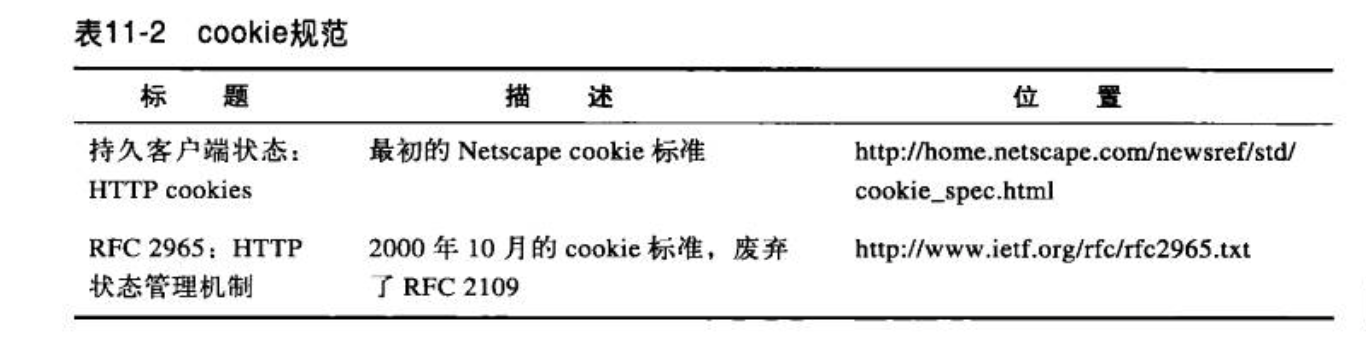 表11-2 cookie规范
标 题 描 述 位 置
持久客户端状态： 最初的 Netscape cookie 标准 http://home.netscape.com/newsref/std/
HTTP cookies cookie_spec.html
RFC 2965：HTTP 2000 年 10 月的 cookie 标准，废弃 http://www.ietf.org/rfc/rfc2965.txt
状态管理机制 了 RFC 2109